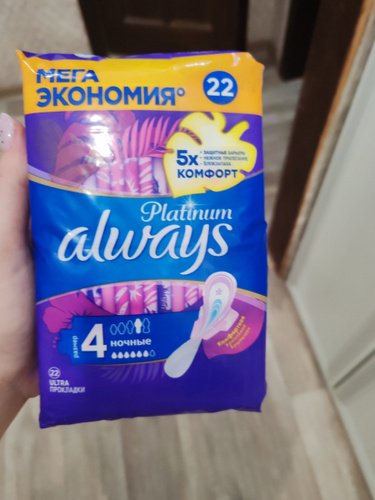 МЕГА
ЭКОНОМИЯ
22
5x
КОМФОРТ
Platinum
always
размер
4
ночные
22
ULTRA
ПРОКЛАДКИ